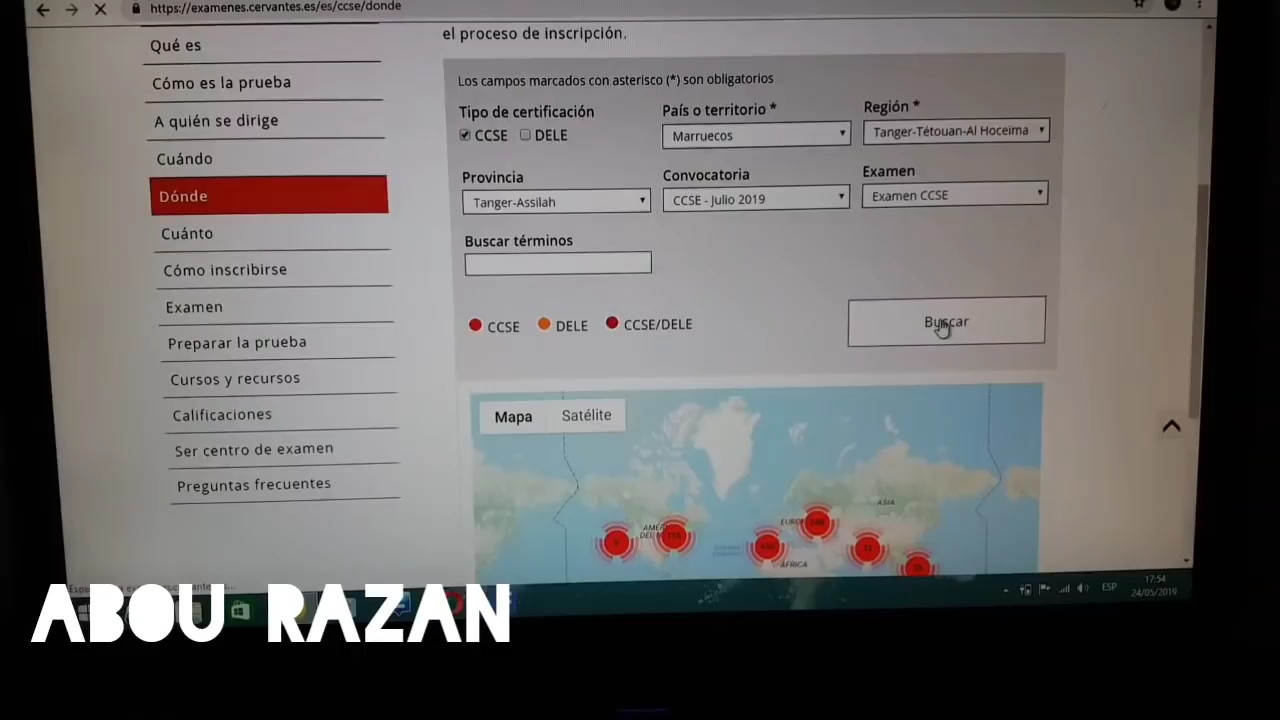 https://examenes.cervantes.es/es/ccse/donde
Qué es
Cómo es la prueba
A quién se dirige
Cuándo
Dónde
Cuánto
Cómo inscribirse
Examen
Preparar la prueba
Cursos y recursos
Calificaciones
Ser centro de examen
Preguntas frecuentes
el proceso de inscripción.
Los campos marcados con asterisco (*) son obligatorios
Tipo de certificación
CCSE DELE
País o territorio *
Marruecos
Región *
Tanger-Tétouan-Al Hoceima
Provincia
Tanger-Assilah
Convocatoria
CCSE - Julio 2019
Examen
Examen CCSE
Buscar términos
CCSE DELE CCSE/DELE
Buscar
Mapa Satélite
ASIA
ÁFRICA
ESP
17:54
24/05/2019
ABOU RAZAN